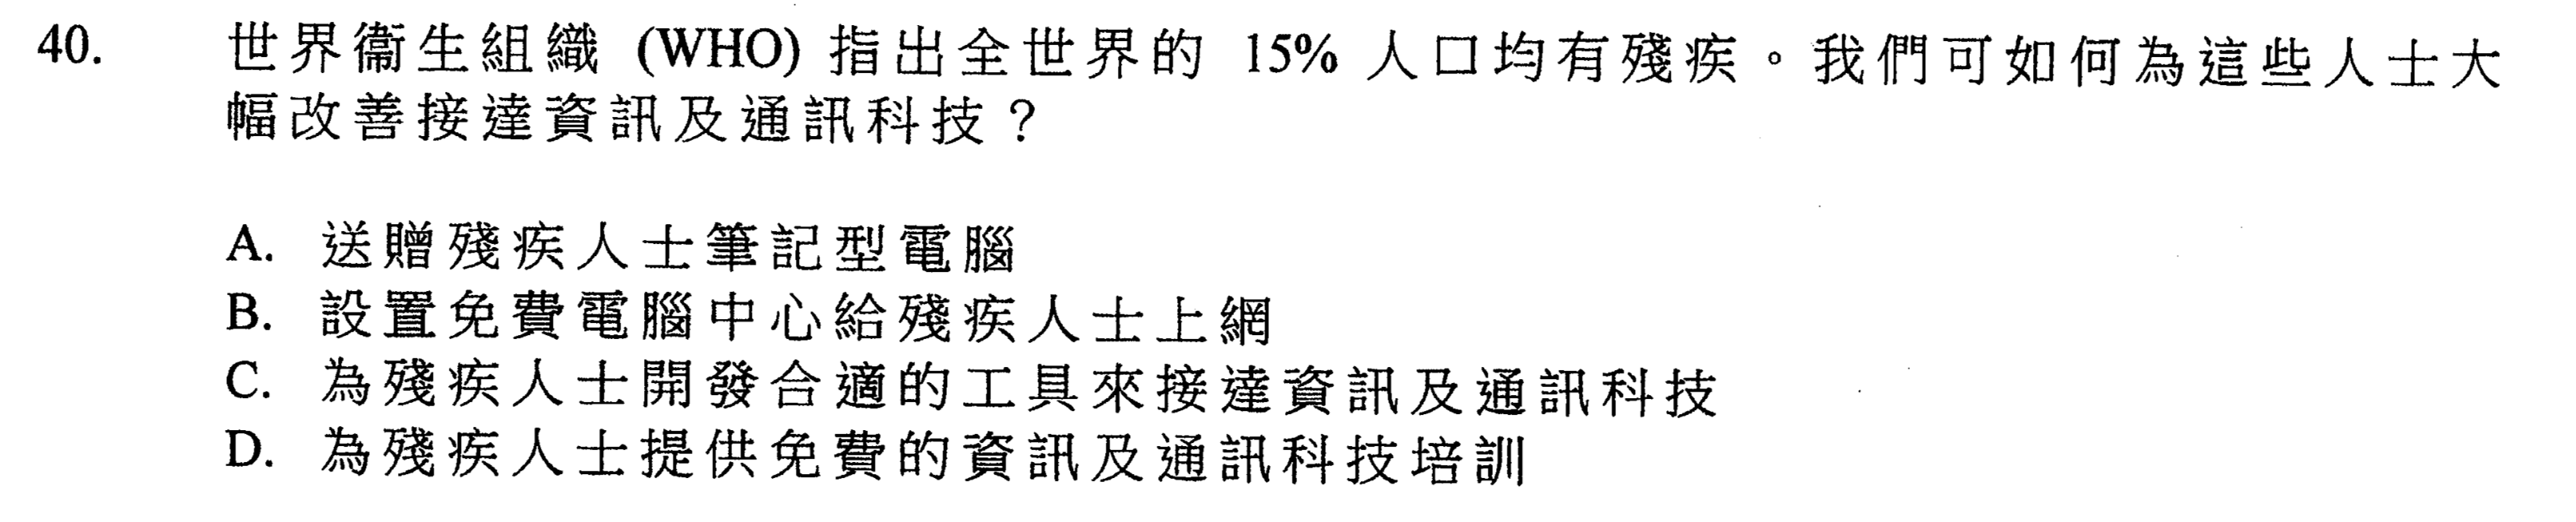 40. 世界衞生組織 (WHO) 指出全世界的 15% 人口均有殘疾。我們可如何為這些人士大
幅改善接達資訊及通訊科技？
A. 送贈殘疾人士筆記型電腦
B. 設置免費電腦中心給殘疾人士上網
C. 為殘疾人士開發合適的工具來接達資訊及通訊科技
D. 為殘疾人士提供免費的資訊及通訊科技培訓